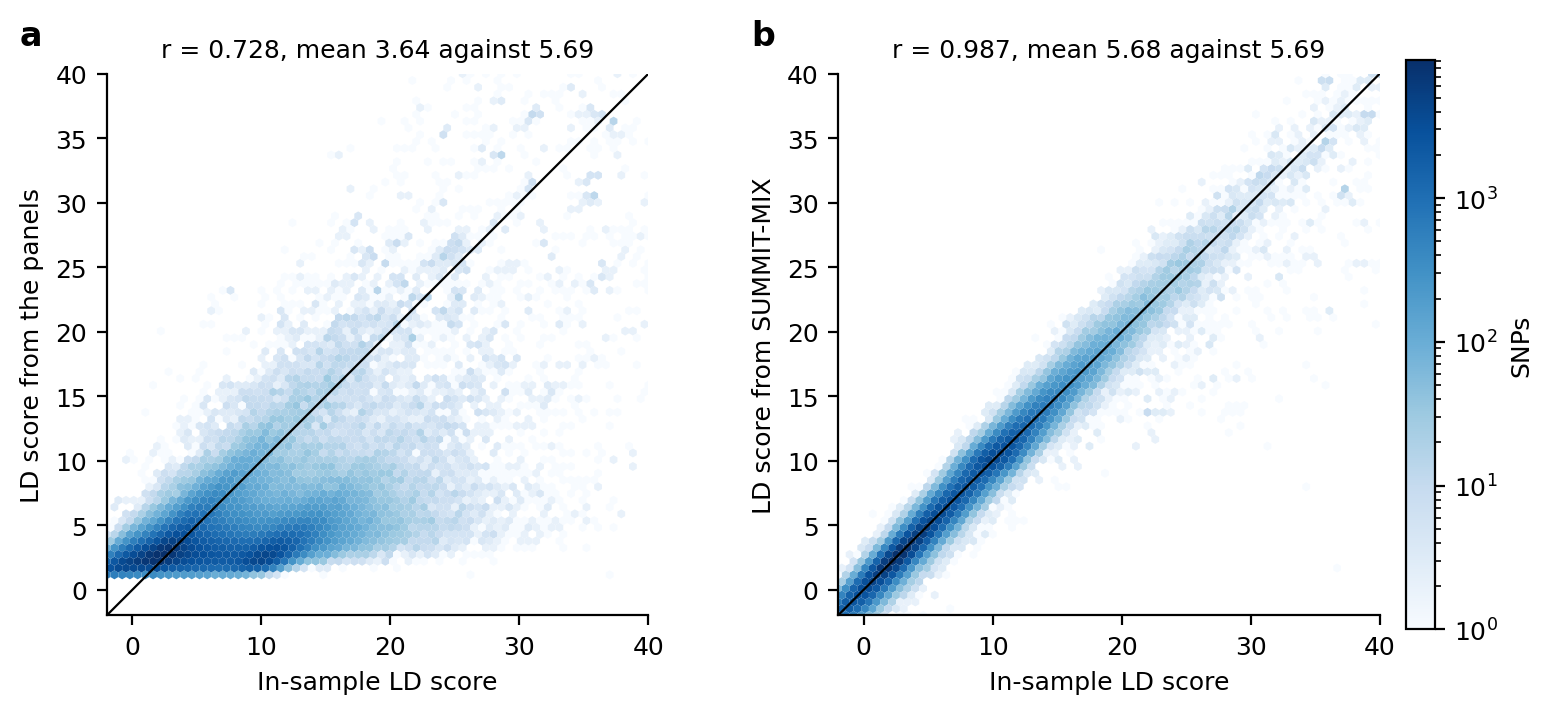 a
r = 0.728, mean 3.64 against 5.69
LD score from the panels
40
35
30
25
20
15
10
5
0
0 10 20 30 40
In-sample LD score
b
r = 0.987, mean 5.68 against 5.69
LD score from SUMMIT-MIX
40
35
30
25
20
15
10
5
0
0 10 20 30 40
In-sample LD score
10³
10²
10¹
10⁰
SNPs